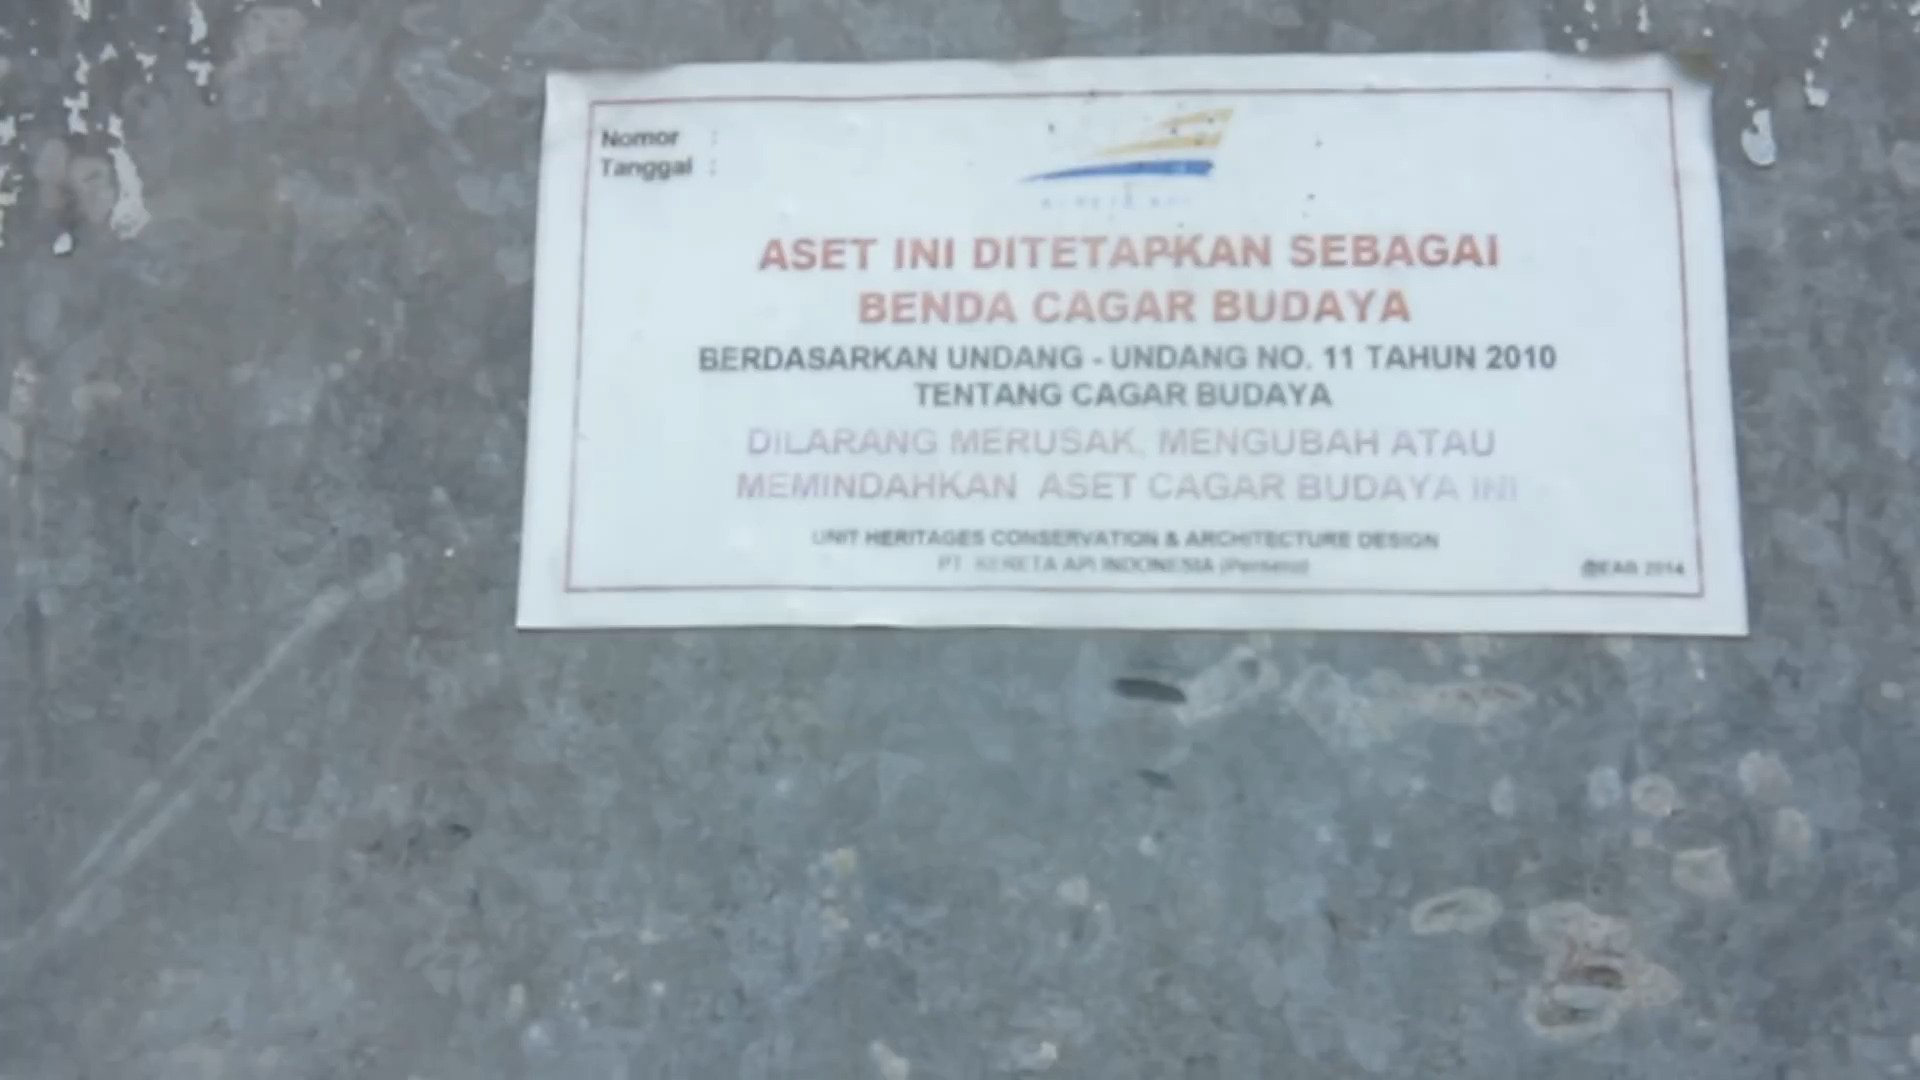 Nomor :
Tanggal :
ASET INI DITETAPKAN SEBAGAI
BENDA CAGAR BUDAYA
BERDASARKAN UNDANG - UNDANG NO. 11 TAHUN 2010
TENTANG CAGAR BUDAYA
DILARANG MERUSAK, MENGUBAH ATAU
MEMINDAHKAN ASET CAGAR BUDAYA INI
UNIT HERITAGES CONSERVATION & ARCHITECTURE DESIGN
PT. KERETA API INDONESIA (Persero)
2014